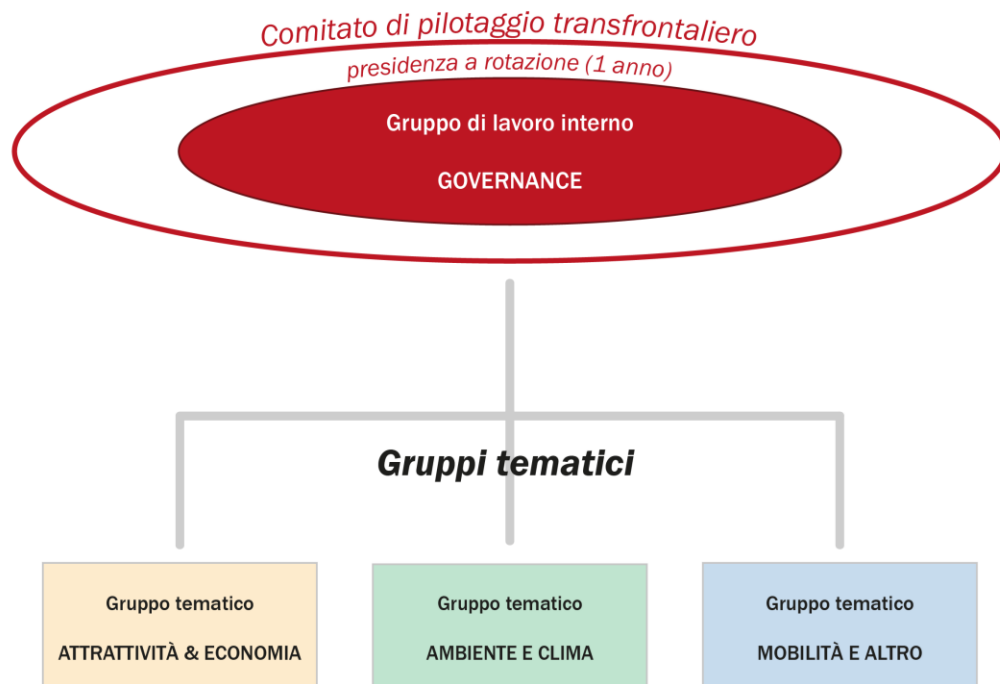 Comitato di pilotaggio transfrontaliero
presidenza a rotazione (1 anno)
Gruppo di lavoro interno
GOVERNANCE
Gruppi tematici
Gruppo tematico
ATTRATTIVITÀ & ECONOMIA
Gruppo tematico
AMBIENTE E CLIMA
Gruppo tematico
MOBILITÀ E ALTRO